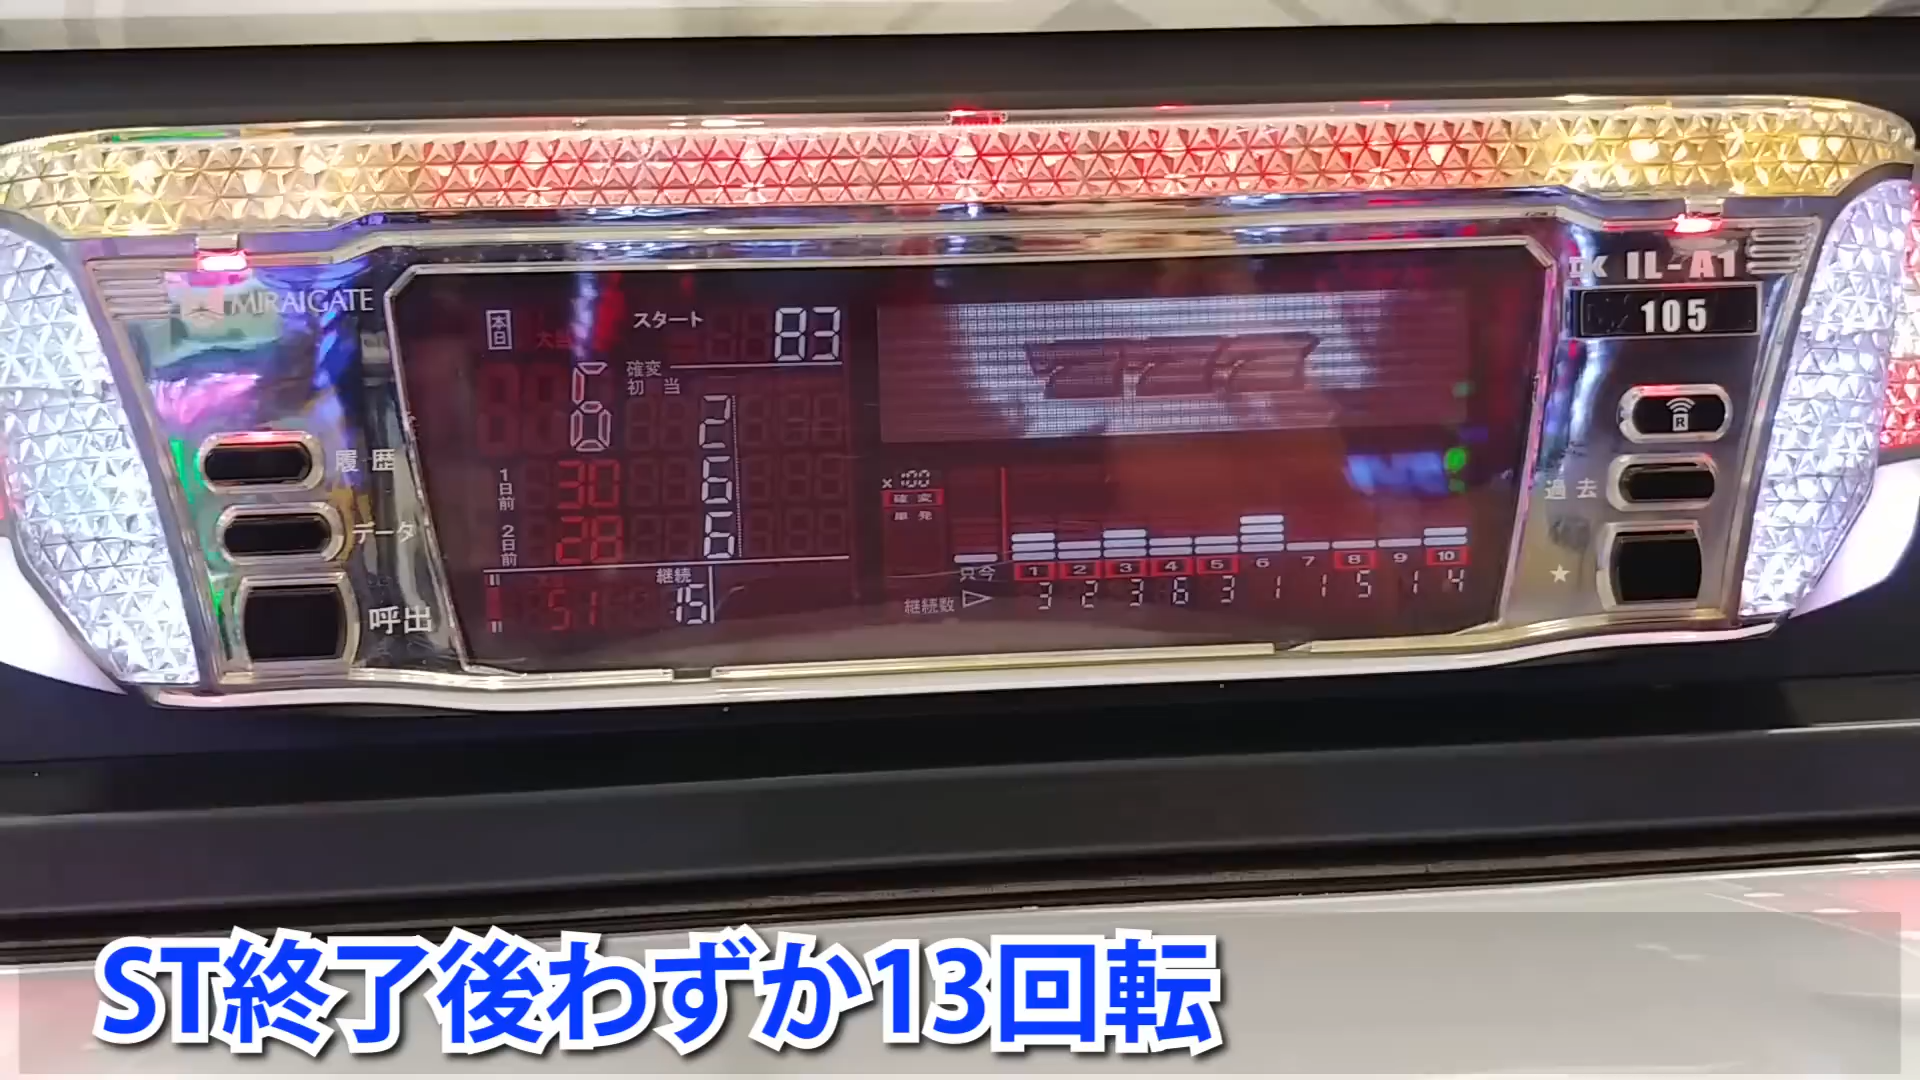 MIRAIGATE
IL-A1
105
本日
スタート
83
確変
初当
2
1日前
30
6
2日前
28
6
継続
51
15
履歴
データ
呼出
過去
R
★
×100
確変
単発
只今
1 2 3 4 5 6 7 8 9 10
継続数
3 2 3 6 3 1 1 5 1 4
ST終了後わずか13回転